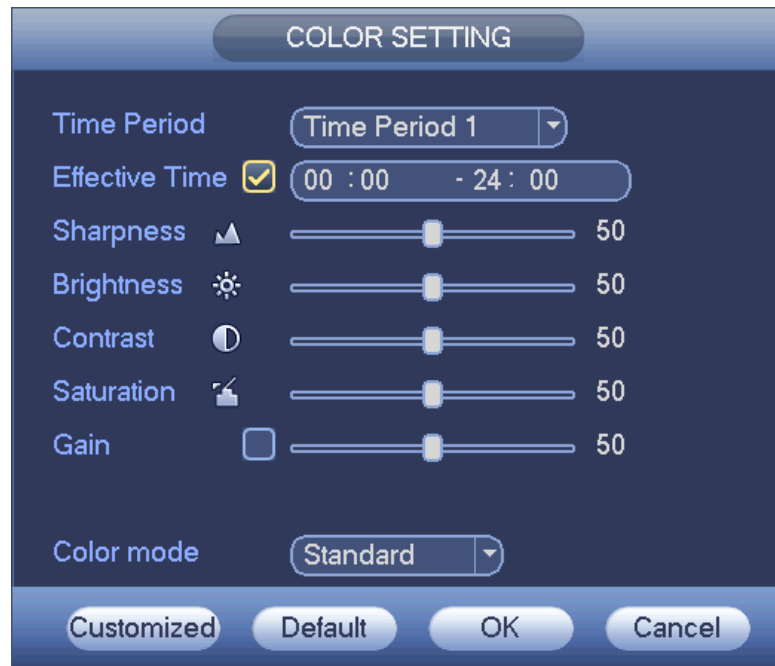 COLOR SETTING
Time Period Time Period 1
Effective Time 00 : 00 - 24 : 00
Sharpness 50
Brightness 50
Contrast 50
Saturation 50
Gain 50
Color mode Standard
Customized Default OK Cancel